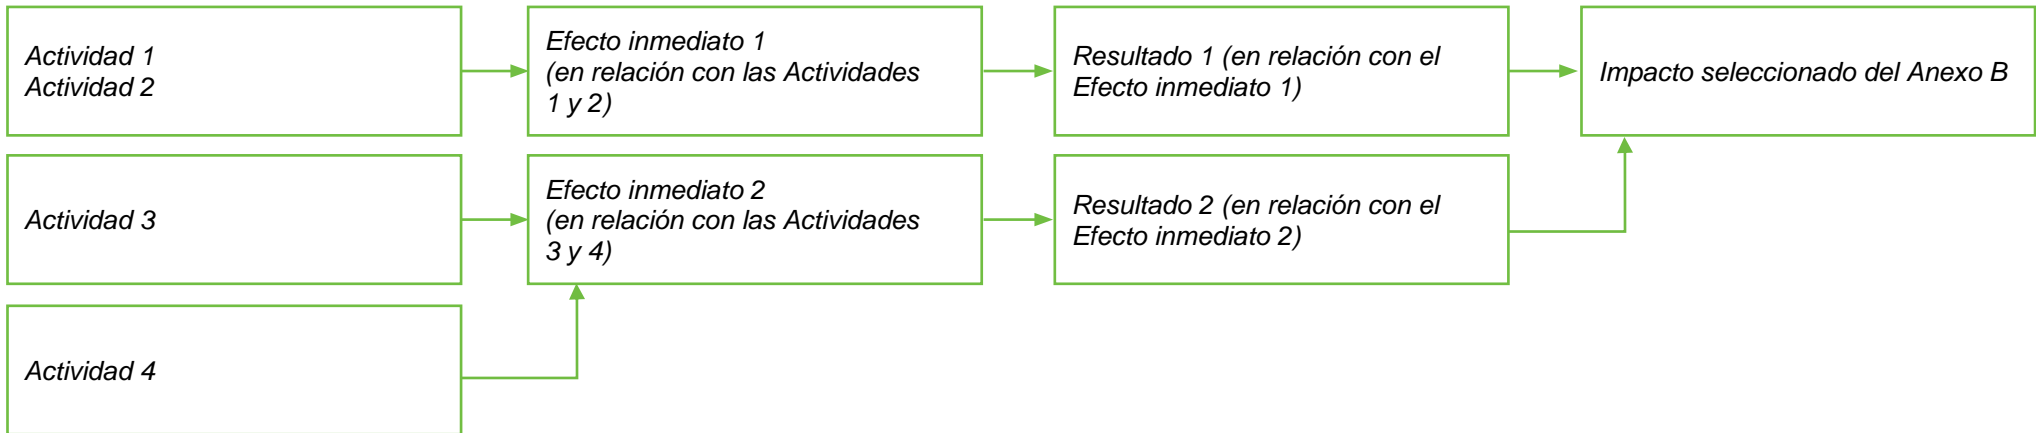 Actividad 1
Actividad 2
Efecto inmediato 1
(en relación con las Actividades
1 y 2)
Resultado 1 (en relación con el
Efecto inmediato 1)
Impacto seleccionado del Anexo B
Actividad 3
Efecto inmediato 2
(en relación con las Actividades
3 y 4)
Resultado 2 (en relación con el
Efecto inmediato 2)
Actividad 4